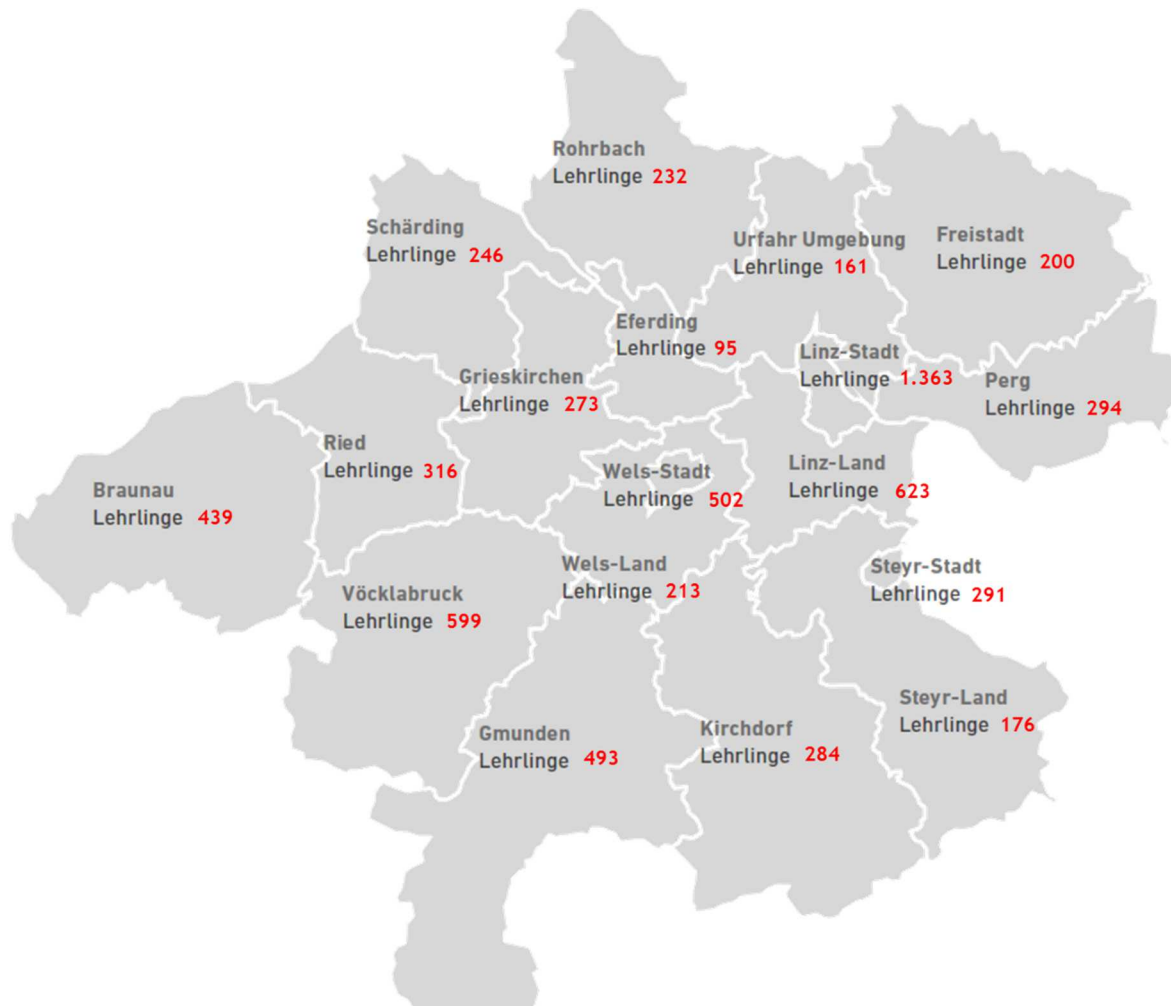 Rohrbach
Lehrlinge 232
Schärding
Lehrlinge 246
Urfahr Umgebung
Lehrlinge 161
Freistadt
Lehrlinge 200
Eferding
Lehrlinge 95
Linz-Stadt
Lehrlinge 1.363
Grieskirchen
Lehrlinge 273
Perg
Lehrlinge 294
Ried
Lehrlinge 316
Wels-Stadt
Lehrlinge 502
Linz-Land
Lehrlinge 623
Braunau
Lehrlinge 439
Wels-Land
Lehrlinge 213
Steyr-Stadt
Lehrlinge 291
Vöcklabruck
Lehrlinge 599
Steyr-Land
Lehrlinge 176
Gmunden
Lehrlinge 493
Kirchdorf
Lehrlinge 284